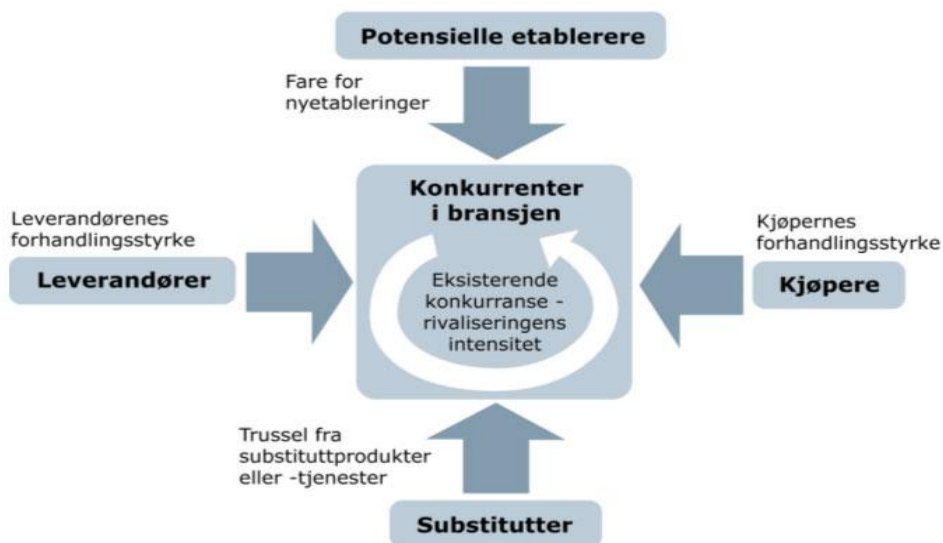 Potensielle etablerere
Fare for
nyetableringer
Konkurrenter
i bransjen
Leverandørenes
forhandlingsstyrke
Leverandører
Eksisterende
konkurranse -
rivaliseringens
intensitet
Kjøpernes
forhandlingsstyrke
Kjøpere
Trussel fra
substituttprodukter
eller -tjenester
Substitutter